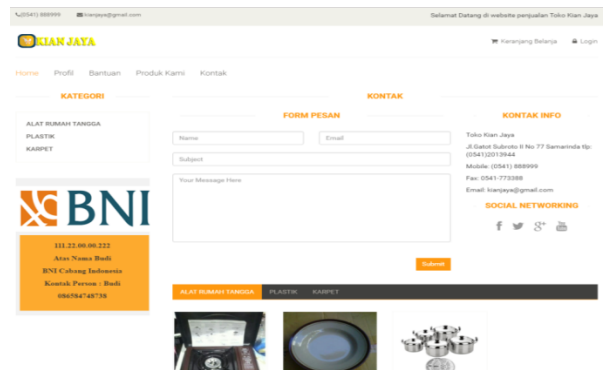 (0541) 888999 kianjaya@gmail.com Selamat Datang di website penjualan Toko Kian Jaya
KIAN JAYA
Keranjang Belanja Login
Home Profil Bantuan Produk Kami Kontak
KATEGORI
ALAT RUMAH TANGGA
PLASTIK
KARPET
BNI
111.22.00.00.222
Atas Nama Budi
BNI Cabang Indonesia
Kontak Person : Budi
086584748738
KONTAK
FORM PESAN
Name Email
Subject
Your Message Here
Submit
KONTAK INFO
Toko Kian Jaya
Jl.Gatot Subroto II No 77 Samarinda tlp:
(0541)2013944
Mobile: (0541) 888999
Fax: 0541-773388
Email: kianjaya@gmail.com
SOCIAL NETWORKING
ALAT RUMAH TANGGA PLASTIK KARPET